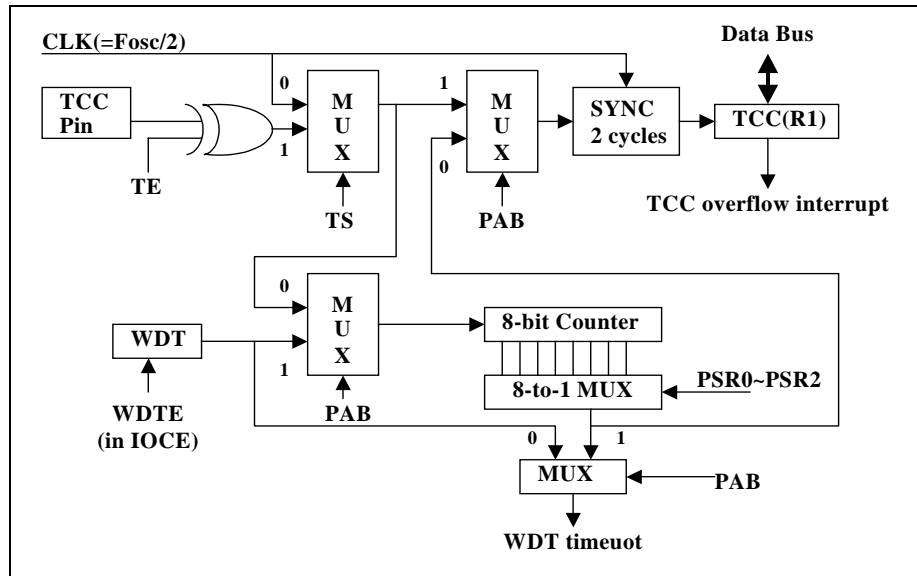 CLK(=Fosc/2)
Data Bus
0
1
TCC
Pin
M
U
X
M
U
X
SYNC
2 cycles
TCC(R1)
1
0
TE
TS
PAB
TCC overflow interrupt
0
M
U
X
8-bit Counter
WDT
1
8-to-1 MUX
PSR0~PSR2
WDTE
(in IOCE)
PAB
0
1
MUX
PAB
WDT timeuot